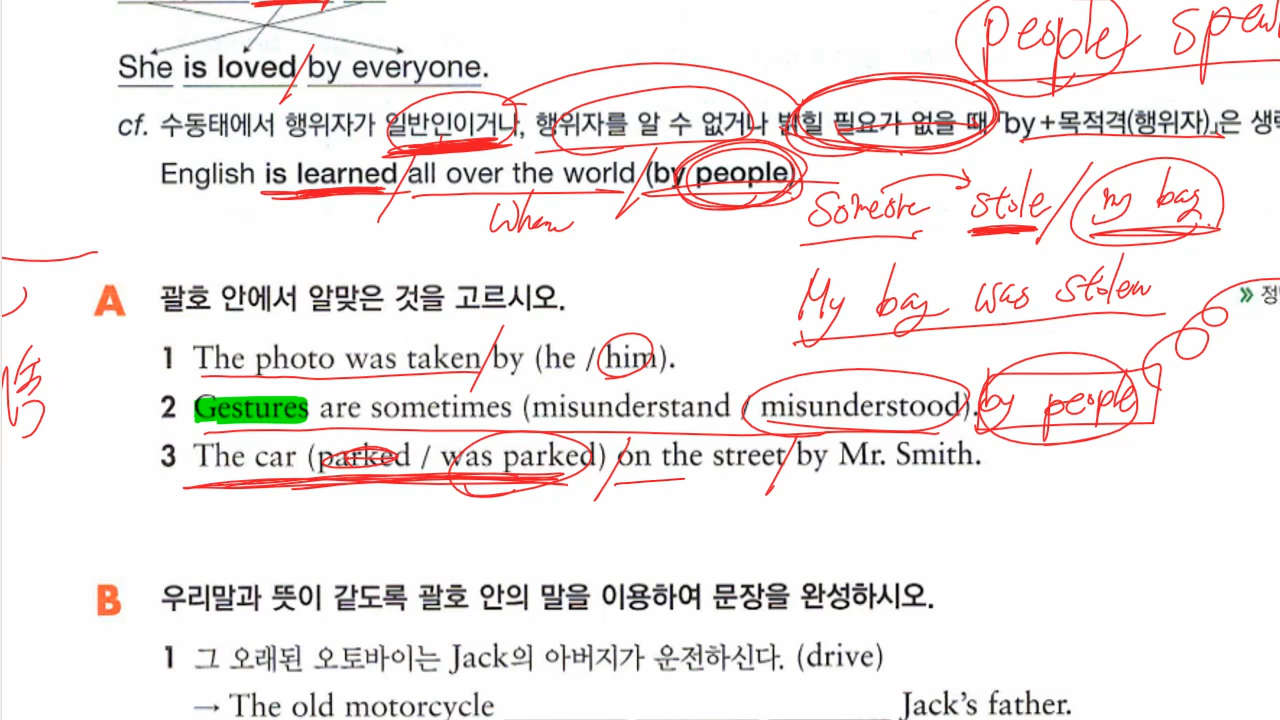 people
She is loved by everyone.
cf. 수동태에서 행위자가 일반인이거나, 행위자를 알 수 없거나 밝힐 필요가 없을 때 「by+목적격(행위자)」은 생략
English is learned all over the world (by people).
Someone stole / my bag
My bag was stolen
A 괄호 안에서 알맞은 것을 고르시오.
1 The photo was taken by (he / him).
2 Gestures are sometimes (misunderstand / misunderstood). by people
3 The car (parked / was parked) on the street by Mr. Smith.
B 우리말과 뜻이 같도록 괄호 안의 말을 이용하여 문장을 완성하시오.
1 그 오래된 오토바이는 Jack의 아버지가 운전하신다. (drive)
→ The old motorcycle ______ ______ ______ Jack's father.